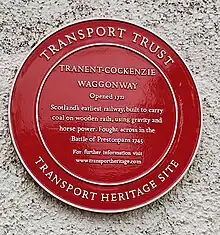 TRANSPORT TRUST
TRANENT-COCKENZIE
WAGGONWAY
Opened 1722
Scotland's earliest railway, built to carry
coal on wooden rails, using gravity and
horse power. Fought across in the
Battle of Prestonpans 1745
For further information visit
www.transportheritage.com
TRANSPORT HERITAGE SITE